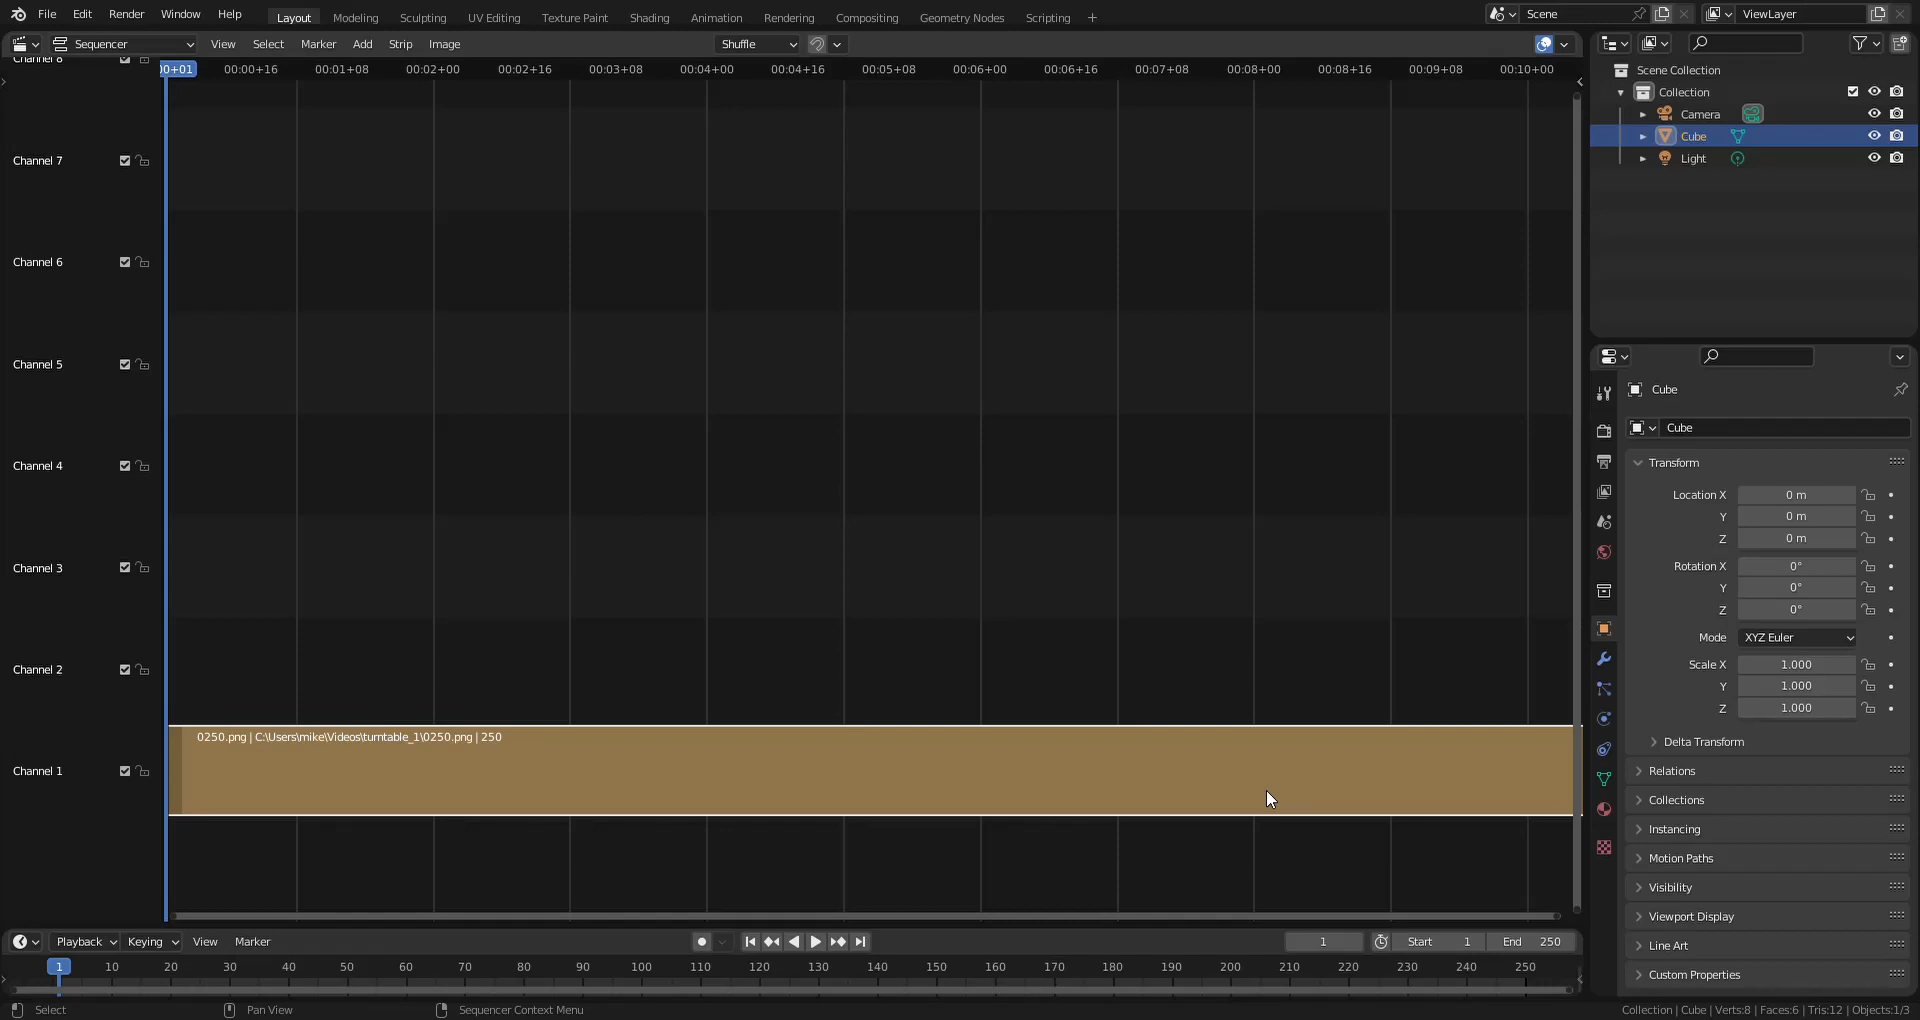 File Edit Render Window Help Layout Modeling Sculpting UV Editing Texture Paint Shading Animation Rendering Compositing Geometry Nodes Scripting + Scene ViewLayer
Sequencer View Select Marker Add Strip Image Shuffle
Channel 8
00+01 00:00+16 00:01+08 00:02+00 00:02+16 00:03+08 00:04+00 00:04+16 00:05+08 00:06+00 00:06+16 00:07+08 00:08+00 00:08+16 00:09+08 00:10+00
Channel 7
Channel 6
Channel 5
Channel 4
Channel 3
Channel 2
0250.png | C:\Users\mike\Videos\turntable_1\0250.png | 250
Channel 1
Scene Collection
Collection
Camera
Cube
Light
Cube
Cube
Transform
Location X 0 m
Y 0 m
Z 0 m
Rotation X 0°
Y 0°
Z 0°
Mode XYZ Euler
Scale X 1.000
Y 1.000
Z 1.000
Delta Transform
Relations
Collections
Instancing
Motion Paths
Visibility
Viewport Display
Line Art
Custom Properties
Playback Keying View Marker 1 Start 1 End 250
1 10 20 30 40 50 60 70 80 90 100 110 120 130 140 150 160 170 180 190 200 210 220 230 240 250
Select Pan View Sequencer Context Menu Collection | Cube | Verts:8 | Faces:6 | Tris:12 | Objects:1/3